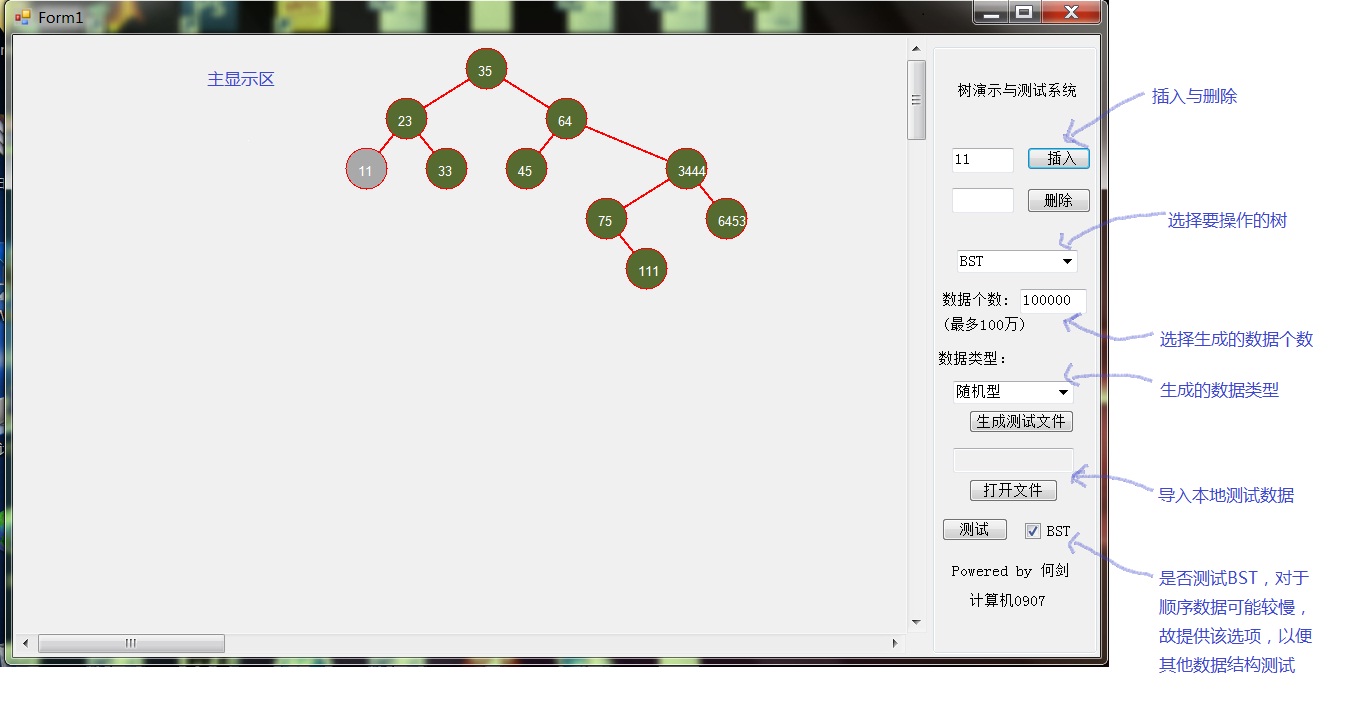 Form1
主显示区
35
23
64
11
33
45
3444
75
6453
111
树演示与测试系统
11 插入
删除
BST
数据个数： 100000
(最多100万)
数据类型：
随机型
生成测试文件
打开文件
测试 BST
Powered by 何剑
计算机0907
插入与删除
选择要操作的树
选择生成的数据个数
生成的数据类型
导入本地测试数据
是否测试BST，对于
顺序数据可能较慢，
故提供该选项，以便
其他数据结构测试